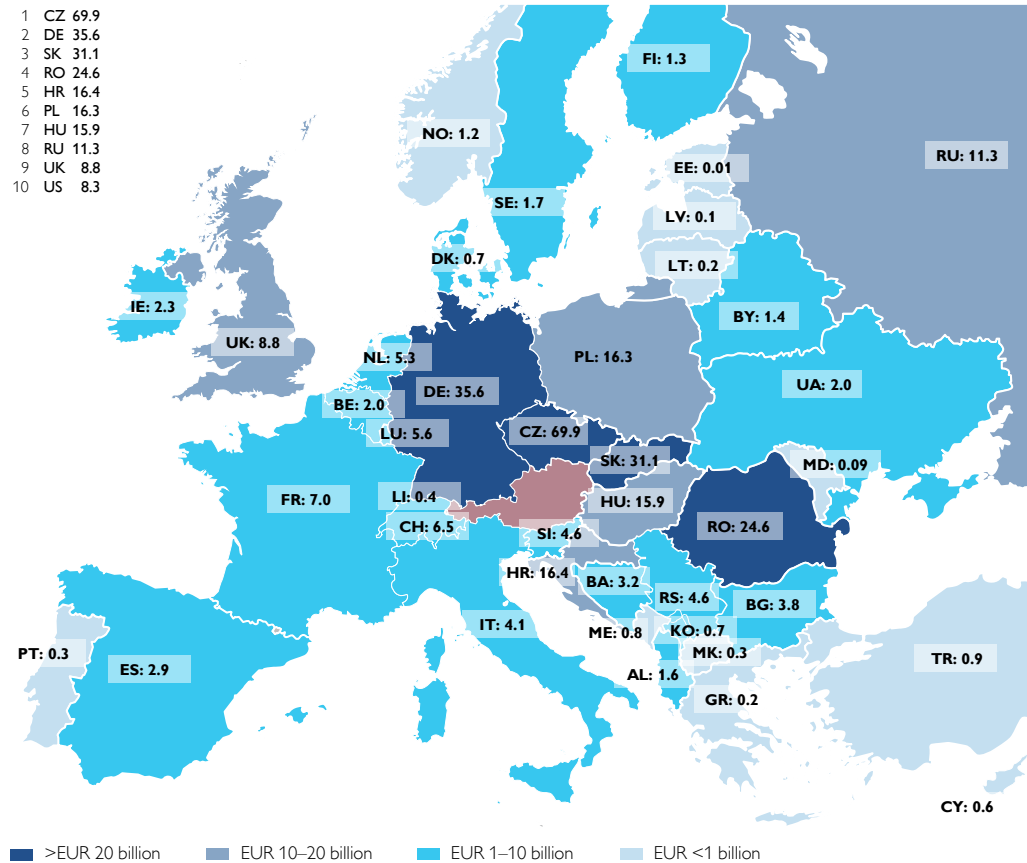 1 CZ 69.9
2 DE 35.6
3 SK 31.1
4 RO 24.6
5 HR 16.4
6 PL 16.3
7 HU 15.9
8 RU 11.3
9 UK 8.8
10 US 8.3
FI: 1.3
NO: 1.2
RU: 11.3
EE: 0.01
SE: 1.7
LV: 0.1
DK: 0.7
LT: 0.2
IE: 2.3
BY: 1.4
UK: 8.8
NL: 5.3
PL: 16.3
DE: 35.6
UA: 2.0
BE: 2.0
LU: 5.6
CZ: 69.9
SK: 31.1
MD: 0.09
FR: 7.0
LI: 0.4
HU: 15.9
CH: 6.5
SI: 4.6
RO: 24.6
HR: 16.4
BA: 3.2
RS: 4.6
BG: 3.8
IT: 4.1
ME: 0.8
KO: 0.7
PT: 0.3
MK: 0.3
TR: 0.9
ES: 2.9
AL: 1.6
GR: 0.2
CY: 0.6
>EUR 20 billion
EUR 10–20 billion
EUR 1–10 billion
EUR <1 billion